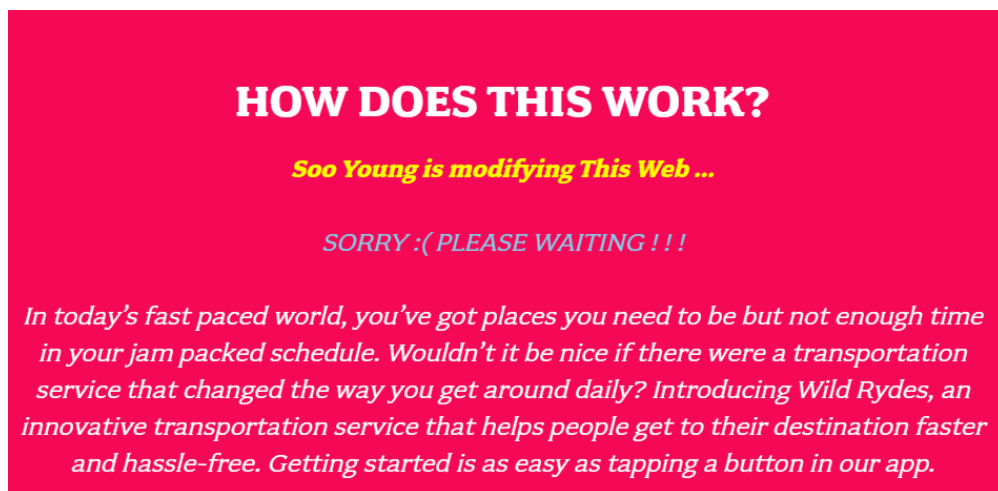 HOW DOES THIS WORK?
Soo Young is modifying This Web ...
SORRY :( PLEASE WAITING ! ! !
In today’s fast paced world, you’ve got places you need to be but not enough time
in your jam packed schedule. Wouldn’t it be nice if there were a transportation
service that changed the way you get around daily? Introducing Wild Rydes, an
innovative transportation service that helps people get to their destination faster
and hassle-free. Getting started is as easy as tapping a button in our app.